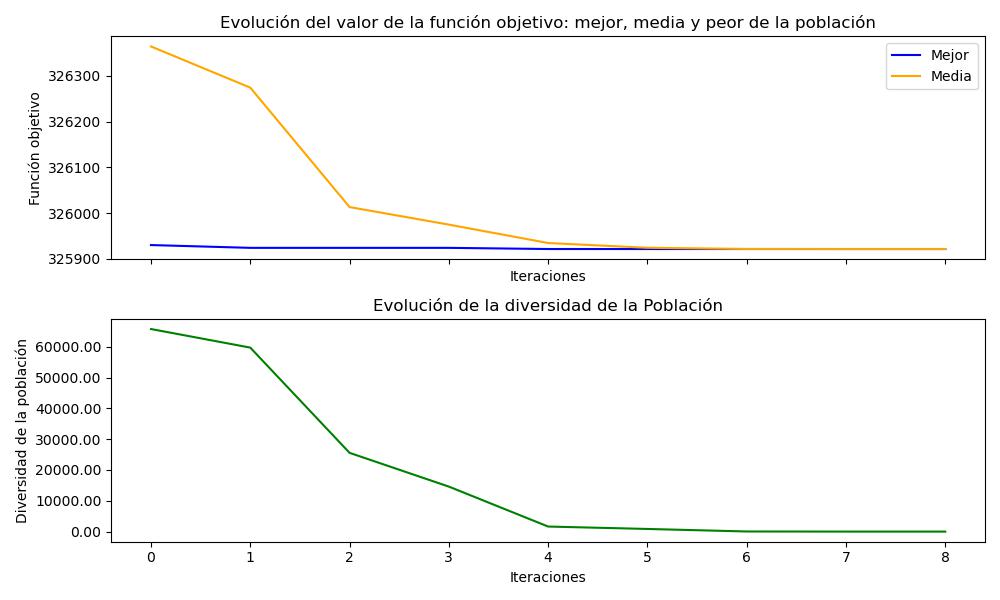 Evolución del valor de la función objetivo: mejor, media y peor de la población
Mejor
Media
Función objetivo
326300
326200
326100
326000
325900
Iteraciones
Evolución de la diversidad de la Población
Diversidad de la población
60000.00
50000.00
40000.00
30000.00
20000.00
10000.00
0.00
0 1 2 3 4 5 6 7 8
Iteraciones